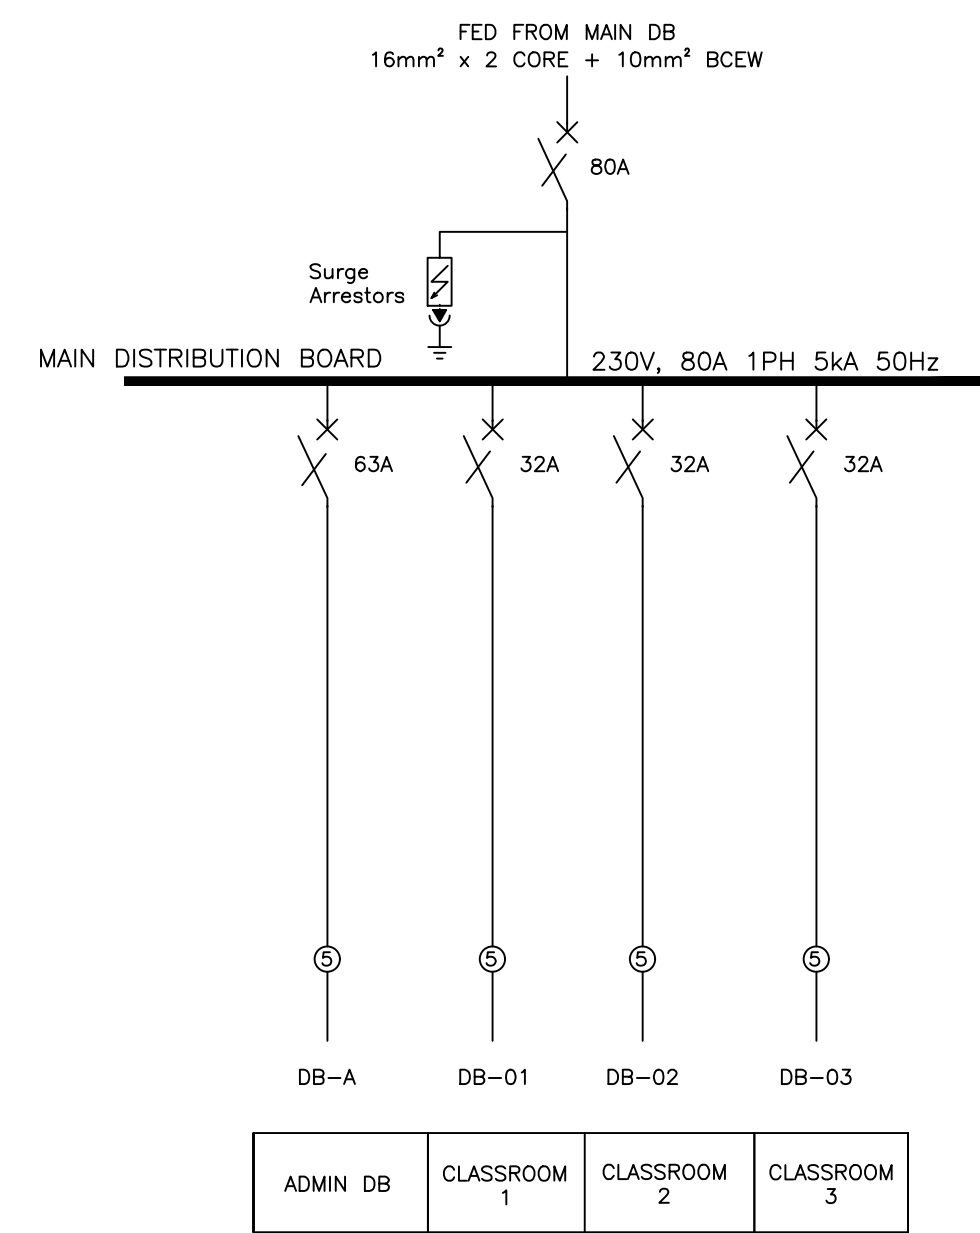 FED FROM MAIN DB
16mm² x 2 CORE + 10mm² BCEW
80A
Surge
Arrestors
MAIN DISTRIBUTION BOARD
230V, 80A 1PH 5kA 50Hz
63A
32A
32A
32A
5
5
5
5
DB-A
DB-01
DB-02
DB-03
ADMIN DB
CLASSROOM
1
CLASSROOM
2
CLASSROOM
3